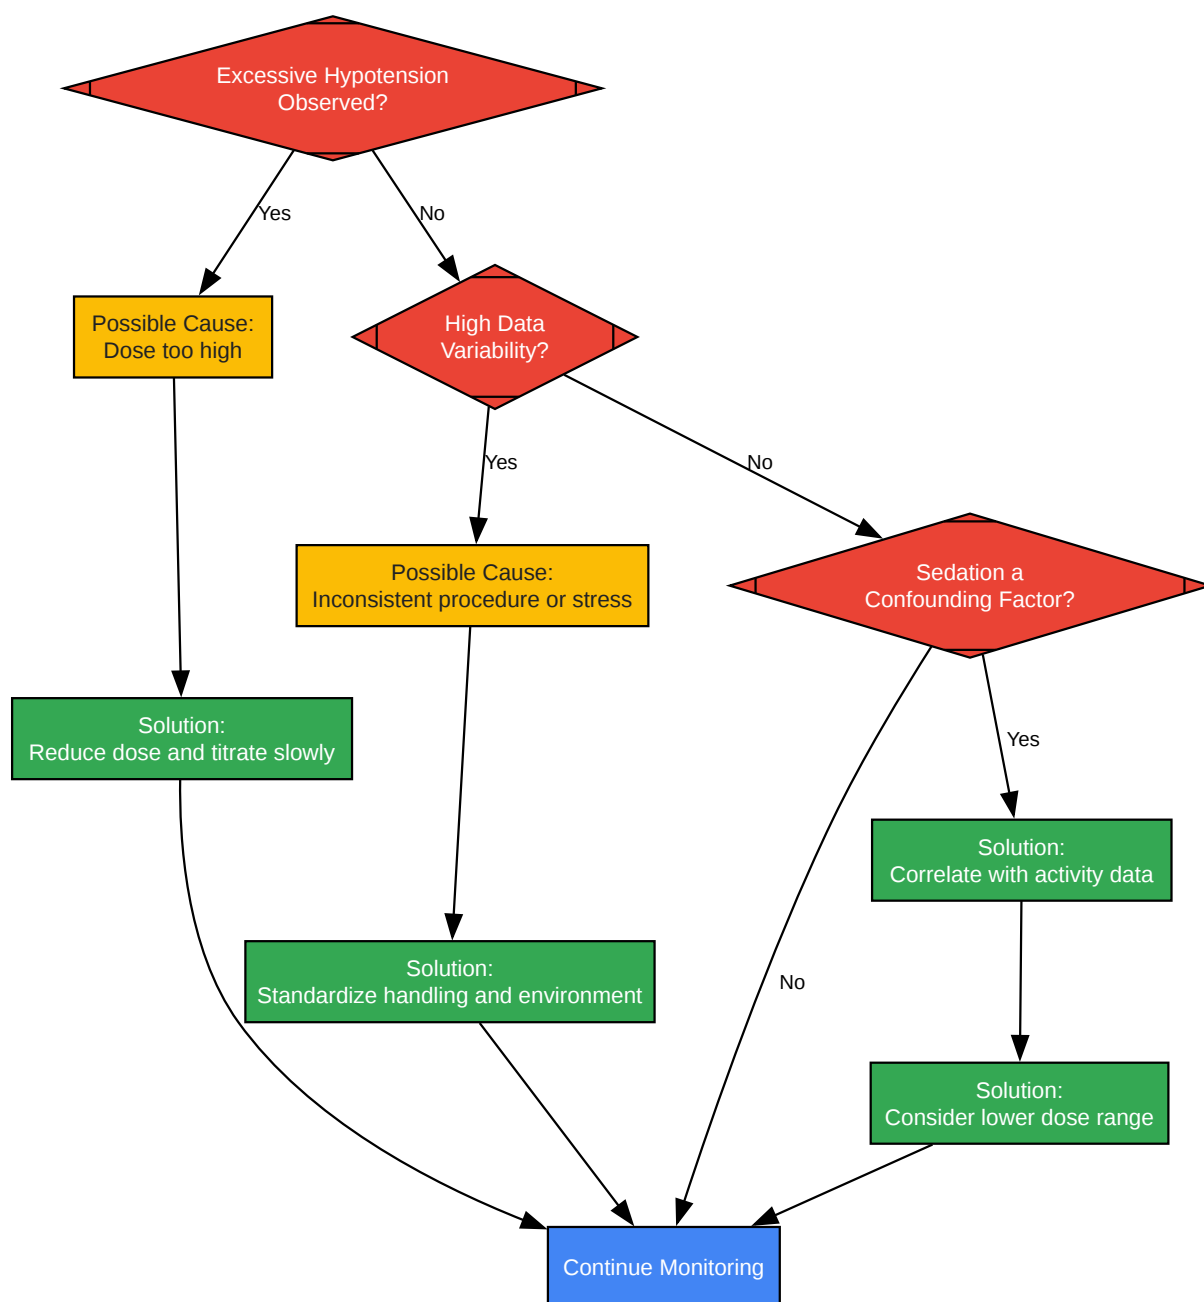 Excessive Hypotension
Observed?
Yes
No
Possible Cause:
Dose too high
High Data
Variability?
Yes
No
Possible Cause:
Inconsistent procedure or stress
Sedation a
Confounding Factor?
Solution:
Reduce dose and titrate slowly
Yes
Solution:
Correlate with activity data
Solution:
Standardize handling and environment
No
Solution:
Consider lower dose range
Continue Monitoring